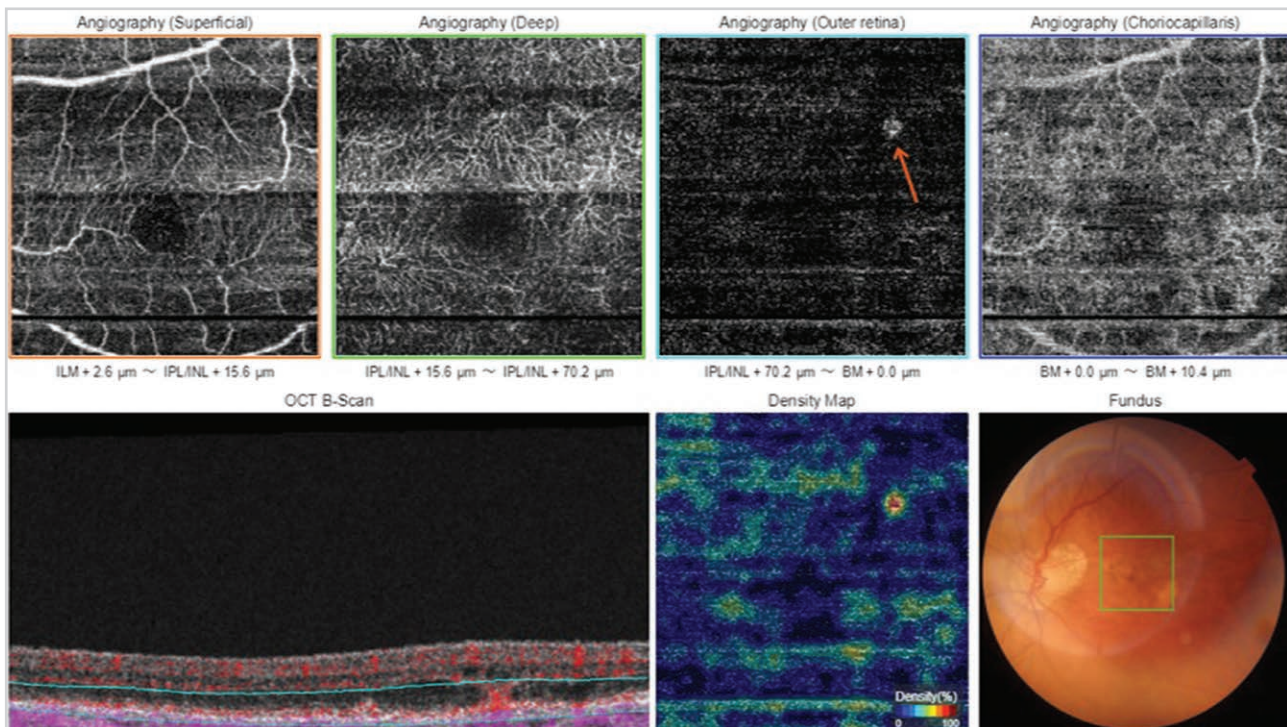 Angiography (Superficial)
Angiography (Deep)
Angiography (Outer retina)
Angiography (Choriocapillaris)
ILM + 2.6 μm ～ IPL/INL + 15.6 μm
IPL/INL + 15.6 μm ～ IPL/INL + 70.2 μm
IPL/INL + 70.2 μm ～ BM + 0.0 μm
BM + 0.0 μm ～ BM + 10.4 μm
OCT B-Scan
Density Map
Fundus
Density(%)
0 100